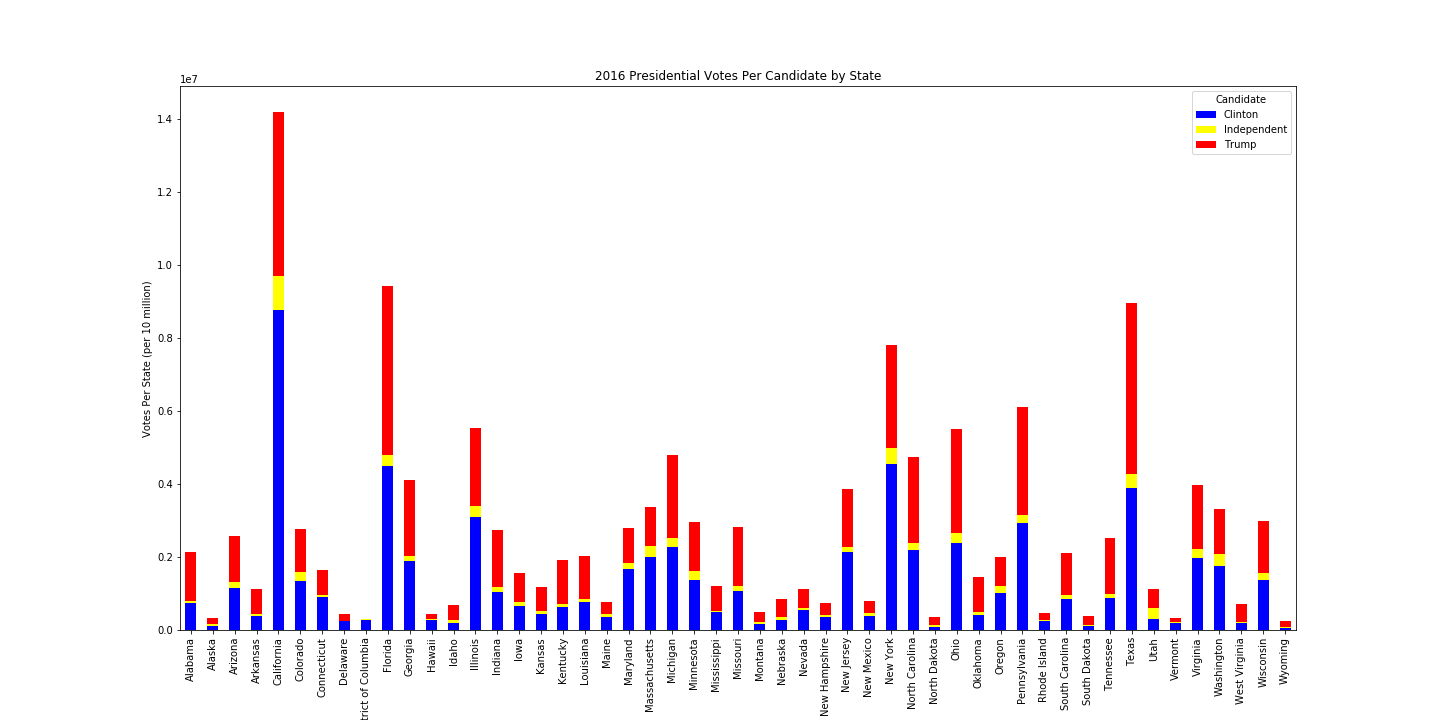 2016 Presidential Votes Per Candidate by State
1e7
Candidate
Clinton
Independent
Trump
1.4
1.2
1.0
0.8
0.6
0.4
0.2
0.0
Votes Per State (per 10 million)
Alabama
Alaska
Arizona
Arkansas
California
Colorado
Connecticut
Delaware
trict of Columbia
Florida
Georgia
Hawaii
Idaho
Illinois
Indiana
Iowa
Kansas
Kentucky
Louisiana
Maine
Maryland
Massachusetts
Michigan
Minnesota
Mississippi
Missouri
Montana
Nebraska
Nevada
New Hampshire
New Jersey
New Mexico
New York
North Carolina
North Dakota
Ohio
Oklahoma
Oregon
Pennsylvania
Rhode Island
South Carolina
South Dakota
Tennessee
Texas
Utah
Vermont
Virginia
Washington
West Virginia
Wisconsin
Wyoming